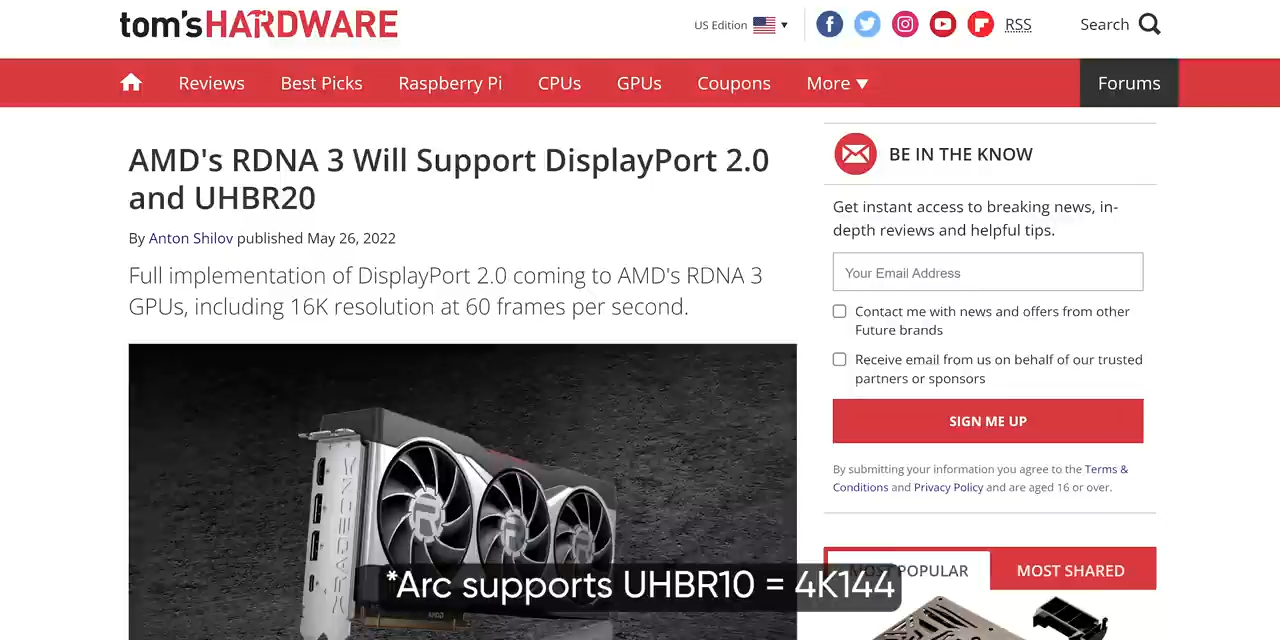 tom'sHARDWARE
US Edition
RSS
Search
Reviews
Best Picks
Raspberry Pi
CPUs
GPUs
Coupons
More
Forums
AMD's RDNA 3 Will Support DisplayPort 2.0
and UHBR20
By Anton Shilov published May 26, 2022
Full implementation of DisplayPort 2.0 coming to AMD's RDNA 3
GPUs, including 16K resolution at 60 frames per second.
RADEON
AMD
*Arc supports UHBR10 = 4K144
BE IN THE KNOW
Get instant access to breaking news, in-
depth reviews and helpful tips.
Your Email Address
Contact me with news and offers from other
Future brands
Receive email from us on behalf of our trusted
partners or sponsors
SIGN ME UP
By submitting your information you agree to the Terms &
Conditions and Privacy Policy and are aged 16 or over.
MOST POPULAR
MOST SHARED